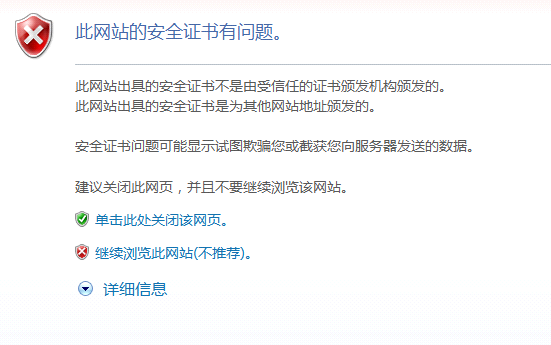 此网站的安全证书有问题。
此网站出具的安全证书不是由受信任的证书颁发机构颁发的。
此网站出具的安全证书是为其他网站地址颁发的。
安全证书问题可能显示试图欺骗您或截获您向服务器发送的数据。
建议关闭此网页，并且不要继续浏览该网站。
单击此处关闭该网页。
继续浏览此网站(不推荐)。
详细信息